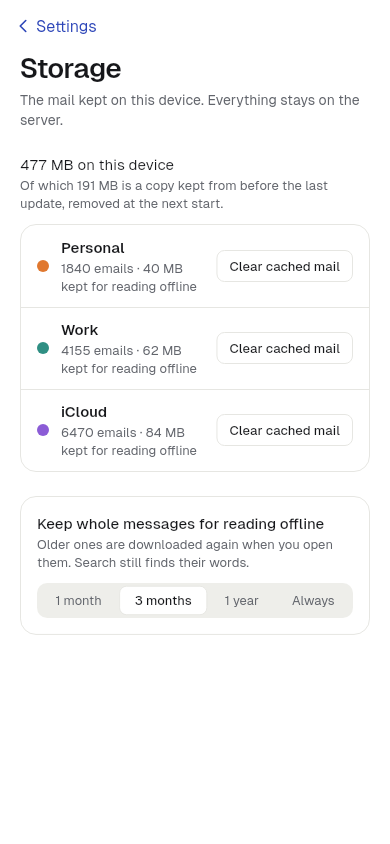 Settings
Storage
The mail kept on this device. Everything stays on the
server.
477 MB on this device
Of which 191 MB is a copy kept from before the last
update, removed at the next start.
Personal
1840 emails · 40 MB
kept for reading offline
Clear cached mail
Work
4155 emails · 62 MB
kept for reading offline
Clear cached mail
iCloud
6470 emails · 84 MB
kept for reading offline
Clear cached mail
Keep whole messages for reading offline
Older ones are downloaded again when you open
them. Search still finds their words.
1 month 3 months 1 year Always